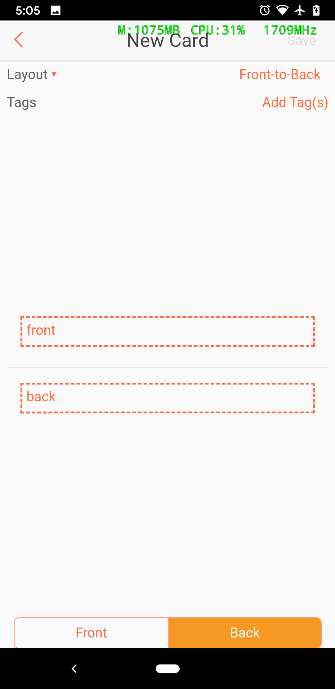 5:05
M:1075MB CPU:31% 1709MHz
New Card
Save
Layout
Front-to-Back
Tags
Add Tag(s)
front
back
Front
Back